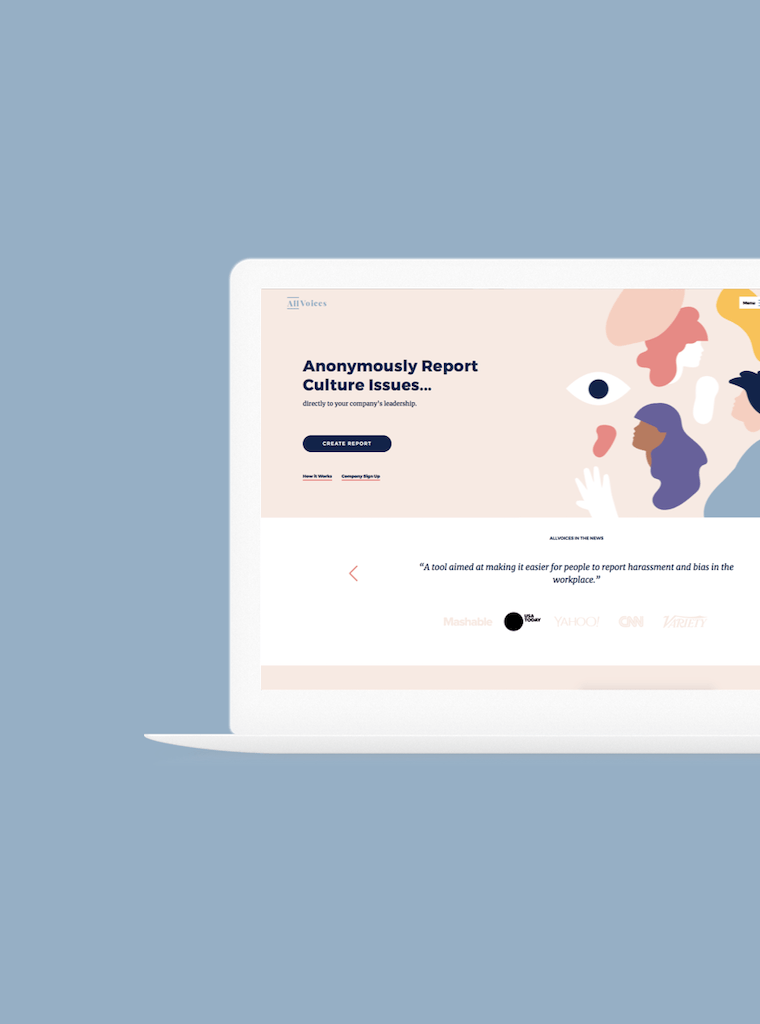 All Voices
Menu
Anonymously Report
Culture Issues...
directly to your company's leadership.
CREATE REPORT
How It Works Company Sign Up
ALLVOICES IN THE NEWS
“A tool aimed at making it easier for people to report harassment and bias in the
workplace.”
Mashable USA TODAY YAHOO! CNN VARIETY